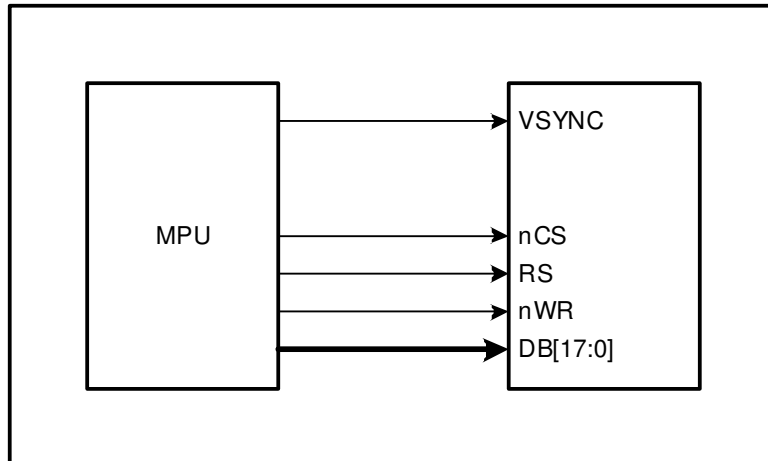 VSYNC
MPU
nCS
RS
nWR
DB[17:0]